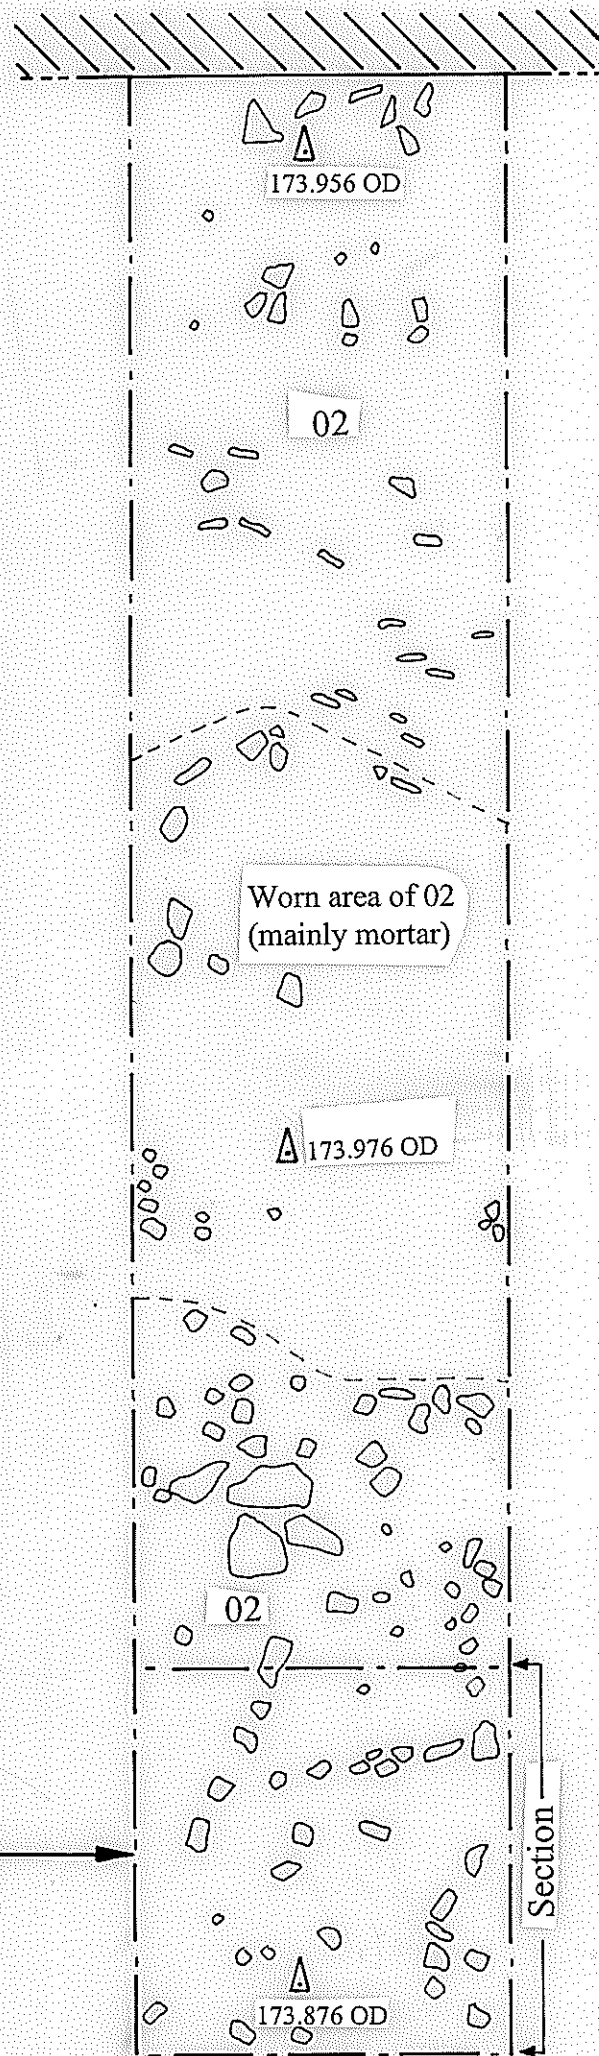 173.956 OD
02
Worn area of 02
(mainly mortar)
173.976 OD
02
Section
173.876 OD